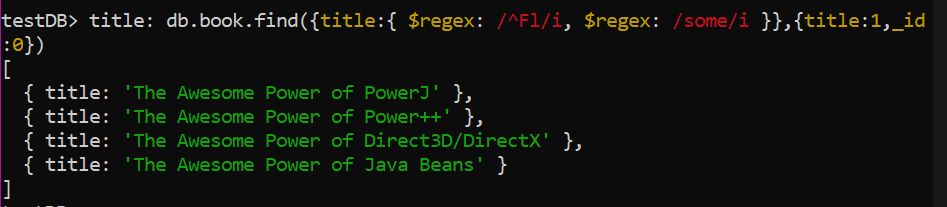 testDB> title: db.book.find({title:{ $regex: /^Fl/i, $regex: /some/i }},{title:1,_id
:0})
[
  { title: 'The Awesome Power of PowerJ' },
  { title: 'The Awesome Power of Power++' },
  { title: 'The Awesome Power of Direct3D/DirectX' },
  { title: 'The Awesome Power of Java Beans' }
]